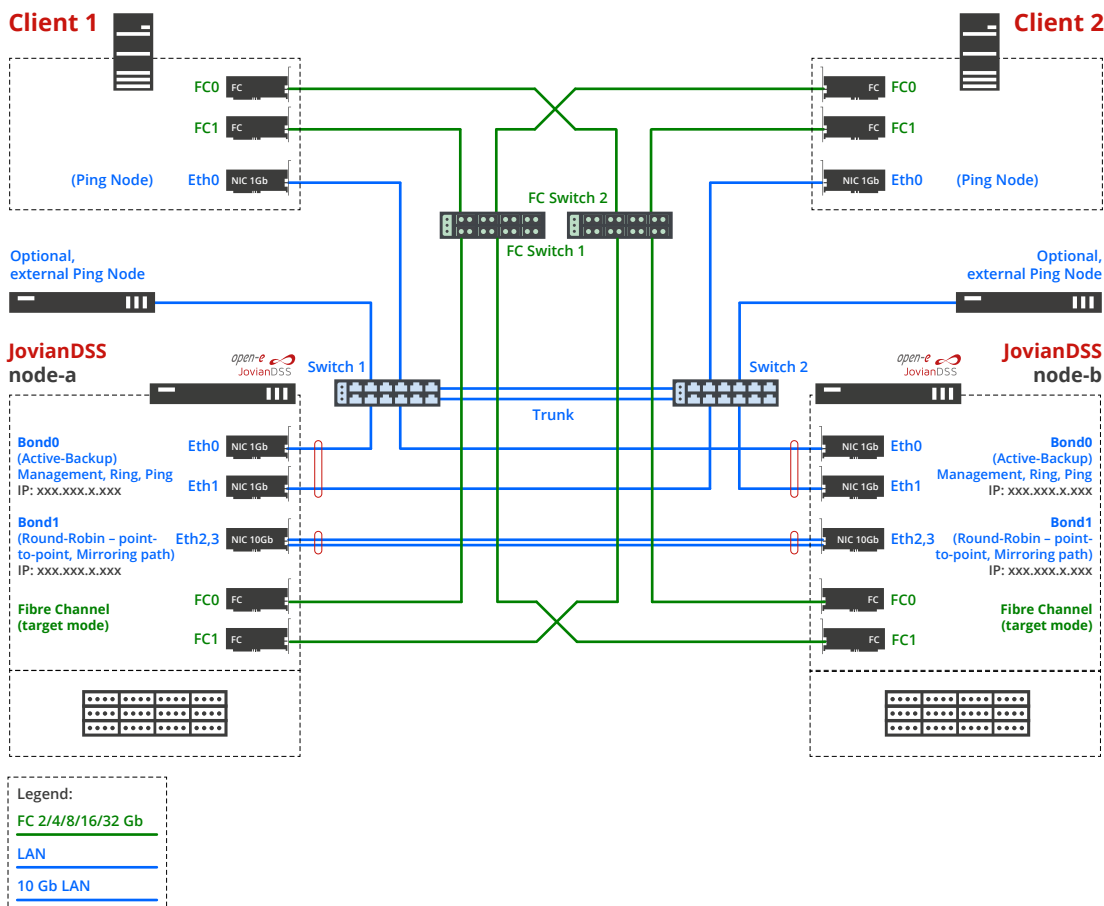 Client 1
Client 2
FC0
FC
FC
FC0
FC1
FC
FC
FC1
(Ping Node)
Eth0
NIC 1Gb
NIC 1Gb
Eth0
(Ping Node)
FC Switch 2
FC Switch 1
Optional,
external Ping Node
Optional,
external Ping Node
JovianDSS
node-a
open-e
JovianDSS
Switch 1
Switch 2
open-e
JovianDSS
JovianDSS
node-b
Trunk
Bond0
(Active-Backup)
Management, Ring, Ping
IP: xxx.xxx.x.xxx
Eth0
NIC 1Gb
Eth1
NIC 1Gb
NIC 1Gb
Eth0
NIC 1Gb
Eth1
Bond0
(Active-Backup)
Management, Ring, Ping
IP: xxx.xxx.x.xxx
Bond1
(Round-Robin – point-
to-point, Mirroring path)
IP: xxx.xxx.x.xxx
Eth2,3
NIC 10Gb
NIC 10Gb
Eth2,3
Bond1
(Round-Robin – point-
to-point, Mirroring path)
IP: xxx.xxx.x.xxx
Fibre Channel
(target mode)
FC0
FC
FC1
FC
FC
FC0
FC
FC1
Fibre Channel
(target mode)
Legend:
FC 2/4/8/16/32 Gb
LAN
10 Gb LAN